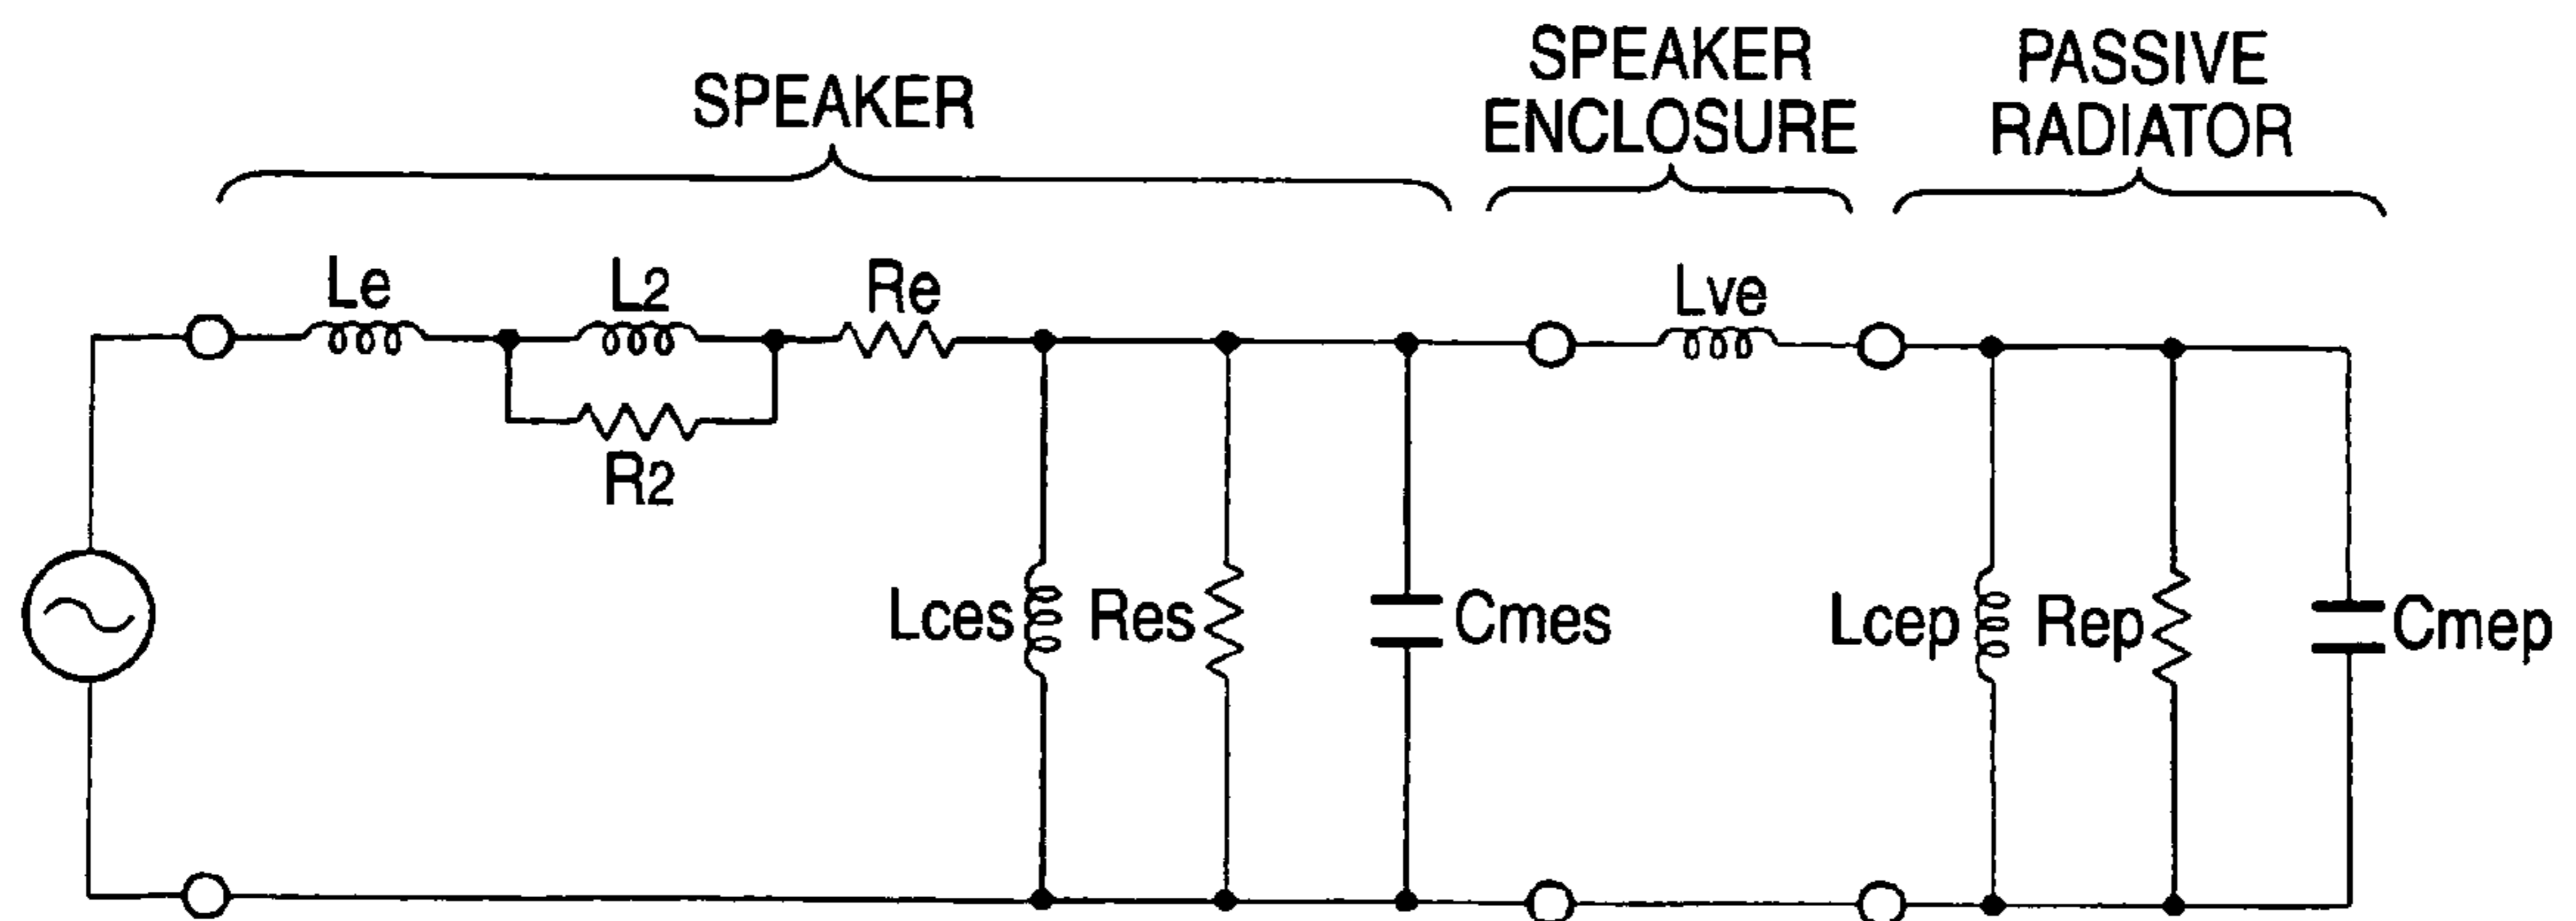 SPEAKER
SPEAKER
ENCLOSURE
PASSIVE
RADIATOR
Le
L2
Re
Lve
R2
Lces
Res
Cmes
Lcep
Rep
Cmep